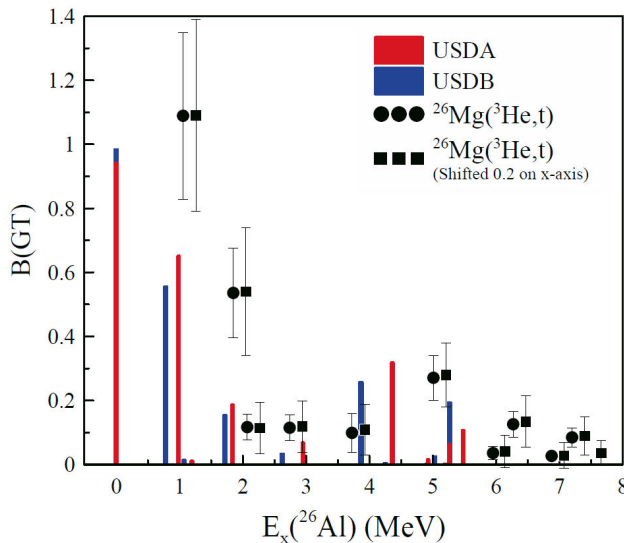 1.4
1.2
1
0.8
0.6
0.4
0.2
0
B(GT)
USDA
USDB
²⁶Mg(³He,t)
²⁶Mg(³He,t)
(Shifted 0.2 on x-axis)
0 1 2 3 4 5 6 7 8
Eₓ(²⁶Al) (MeV)